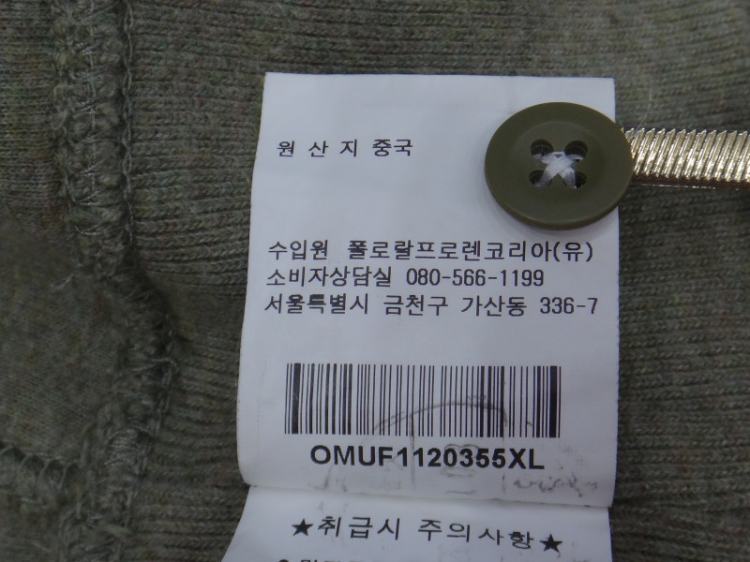 원 산 지 중국
수입원 폴로랄프로렌코리아(유)
소비자상담실 080-566-1199
서울특별시 금천구 가산동 336-7
OMUF1120355XL
★취급시 주의사항★